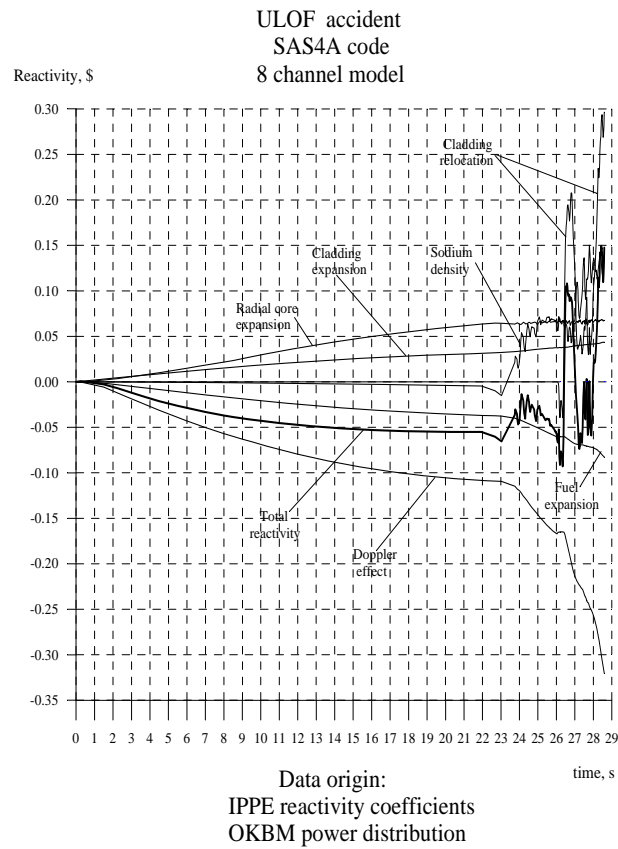 ULOF accident
SAS4A code
8 channel model
Reactivity, $
0.30
0.25
0.20
0.15
0.10
0.05
0.00
-0.05
-0.10
-0.15
-0.20
-0.25
-0.30
-0.35
Cladding
relocation
Cladding
expansion
Sodium
density
Radial core
expansion
Fuel
expansion
Total
reactivity
Doppler
effect
0 1 2 3 4 5 6 7 8 9 10 11 12 13 14 15 16 17 18 19 20 21 22 23 24 25 26 27 28 29
time, s
Data origin:
IPPE reactivity coefficients
OKBM power distribution